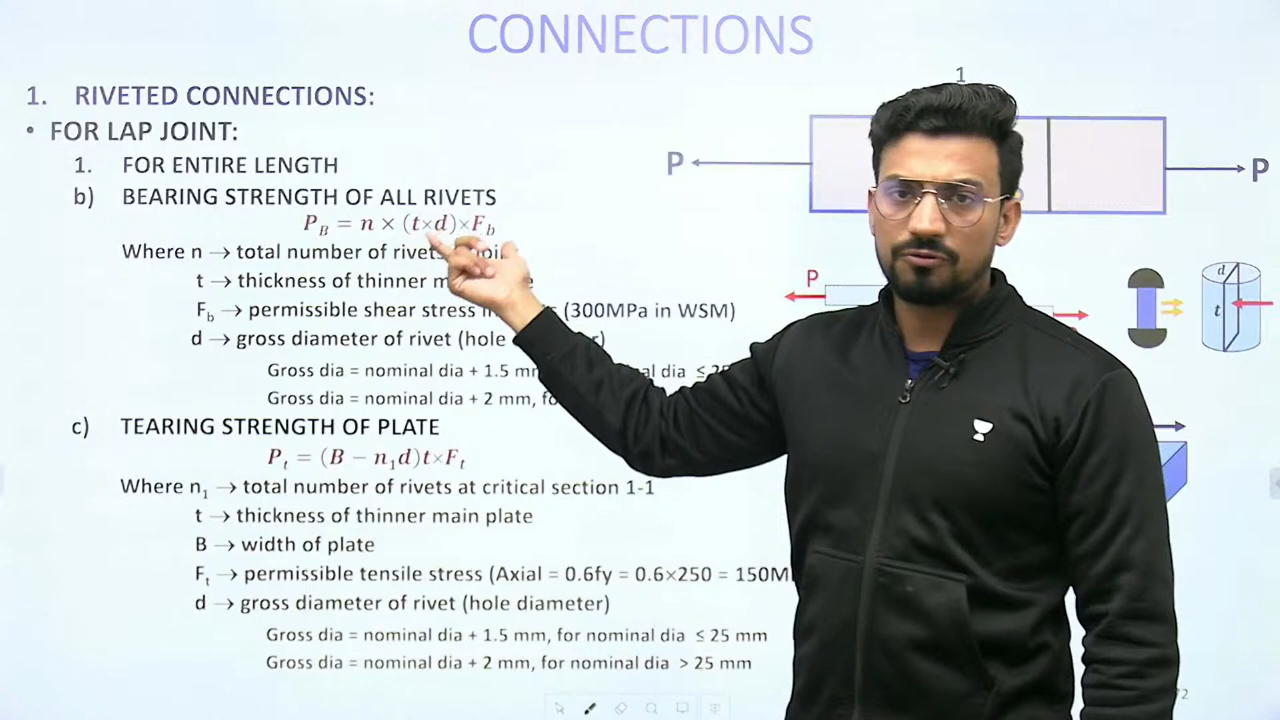 CONNECTIONS
1. RIVETED CONNECTIONS:
• FOR LAP JOINT:
1. FOR ENTIRE LENGTH
b) BEARING STRENGTH OF ALL RIVETS
P_B = n × (t×d)×F_b
Where n → total number of rivets
t → thickness of thinner
F_b → permissible shear stress (300MPa in WSM)
d → gross diameter of rivet (hole
Gross dia = nominal dia + 1.5 dia ≤
Gross dia = nominal dia + 2 mm,
c) TEARING STRENGTH OF PLATE
P_t = (B − n_1d)t×F_t
Where n_1 → total number of rivets at critical section 1-1
t → thickness of thinner main plate
B → width of plate
F_t → permissible tensile stress (Axial = 0.6fy = 0.6×250 =
d → gross diameter of rivet (hole diameter)
Gross dia = nominal dia + 1.5 mm, for nominal dia ≤ 25 mm
Gross dia = nominal dia + 2 mm, for nominal dia > 25 mm
1
P P
P
d
t